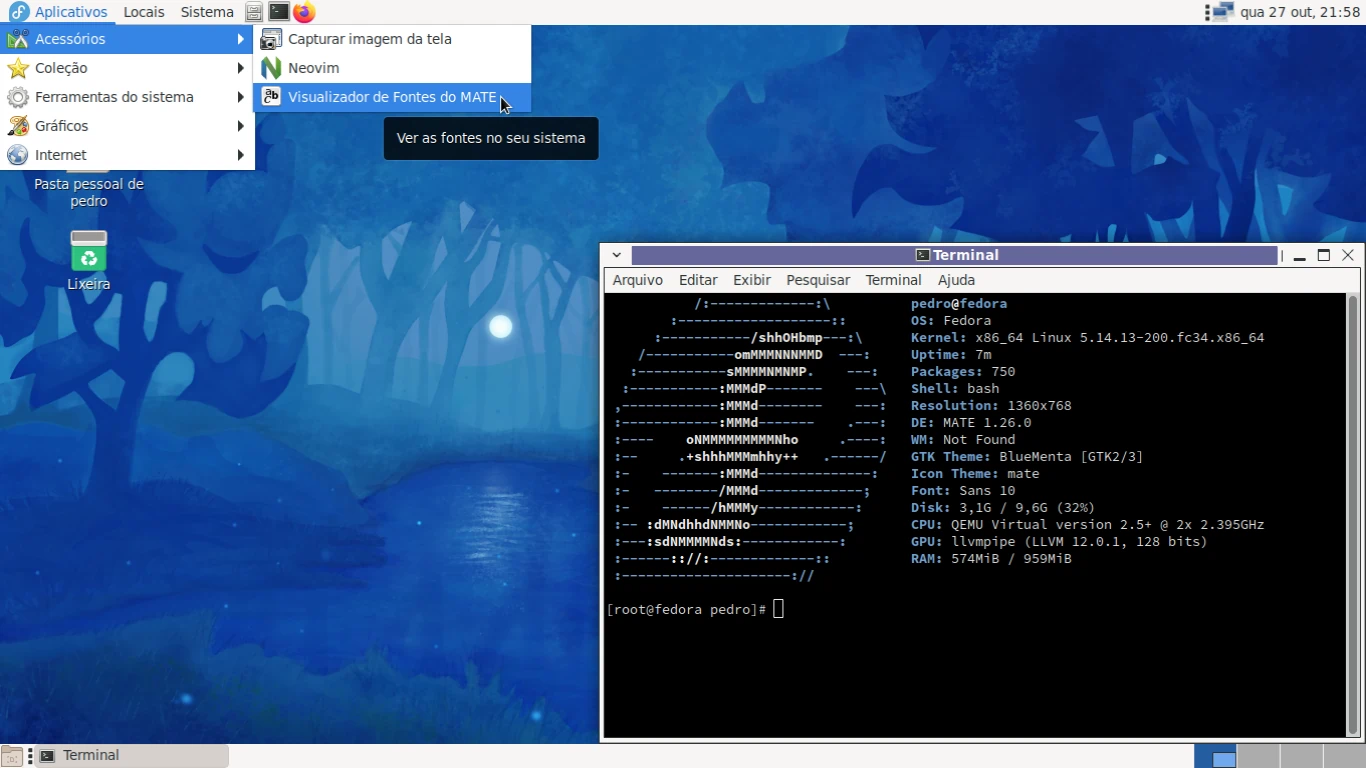 Aplicativos Locais Sistema qua 27 out, 21:58
Acessórios
Coleção
Ferramentas do sistema
Gráficos
Internet
Capturar imagem da tela
Neovim
Visualizador de Fontes do MATE
Ver as fontes no seu sistema
Pasta pessoal de
pedro
Lixeira
Terminal
Arquivo Editar Exibir Pesquisar Terminal Ajuda
/:-------------:\ pedro@fedora
:-------------------:: OS: Fedora
:-----------/shhOHbmp---:\ Kernel: x86_64 Linux 5.14.13-200.fc34.x86_64
/-----------omMMMNNNMMD ---: Uptime: 7m
:-----------sMMMMNMNMP. ---: Packages: 750
:-----------:MMMdP------- ---\ Shell: bash
,------------:MMMd-------- ---: Resolution: 1360x768
:------------:MMMd------- .---: DE: MATE 1.26.0
:---- oNMMMMMMMMMNho .----: WM: Not Found
:-- .+shhhMMMmhhy++ .------/ GTK Theme: BlueMenta [GTK2/3]
:- -------:MMMd--------------: Icon Theme: mate
:- --------/MMMd-------------; Font: Sans 10
:- ------/hMMMy------------: Disk: 3,1G / 9,6G (32%)
:-- :dMNdhhdNMMNo------------; CPU: QEMU Virtual version 2.5+ @ 2x 2.395GHz
:---:sdNMMMMNds:------------: GPU: llvmpipe (LLVM 12.0.1, 128 bits)
:------:://:-------------:: RAM: 574MiB / 959MiB
:---------------------://
[root@fedora pedro]#
Terminal